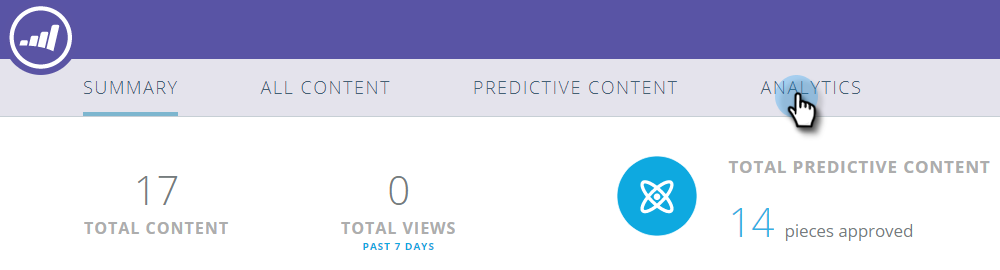 SUMMARY ALL CONTENT PREDICTIVE CONTENT ANALYTICS
TOTAL PREDICTIVE CONTENT
17 0 14 pieces approved
TOTAL CONTENT TOTAL VIEWS
PAST 7 DAYS